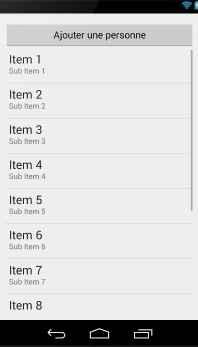 Ajouter une personne
Item 1
Sub Item 1
Item 2
Sub Item 2
Item 3
Sub Item 3
Item 4
Sub Item 4
Item 5
Sub Item 5
Item 6
Sub Item 6
Item 7
Sub Item 7
Item 8